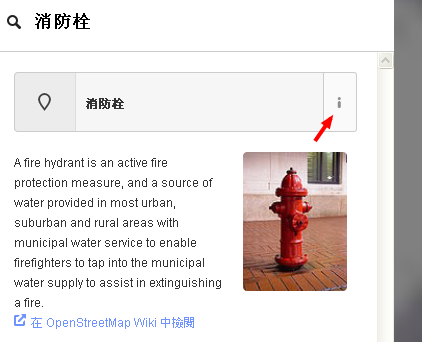 消防栓
消防栓
A fire hydrant is an active fire
protection measure, and a source of
water provided in most urban,
suburban and rural areas with
municipal water service to enable
firefighters to tap into the municipal
water supply to assist in extinguishing
a fire.
在 OpenStreetMap Wiki 中檢閱